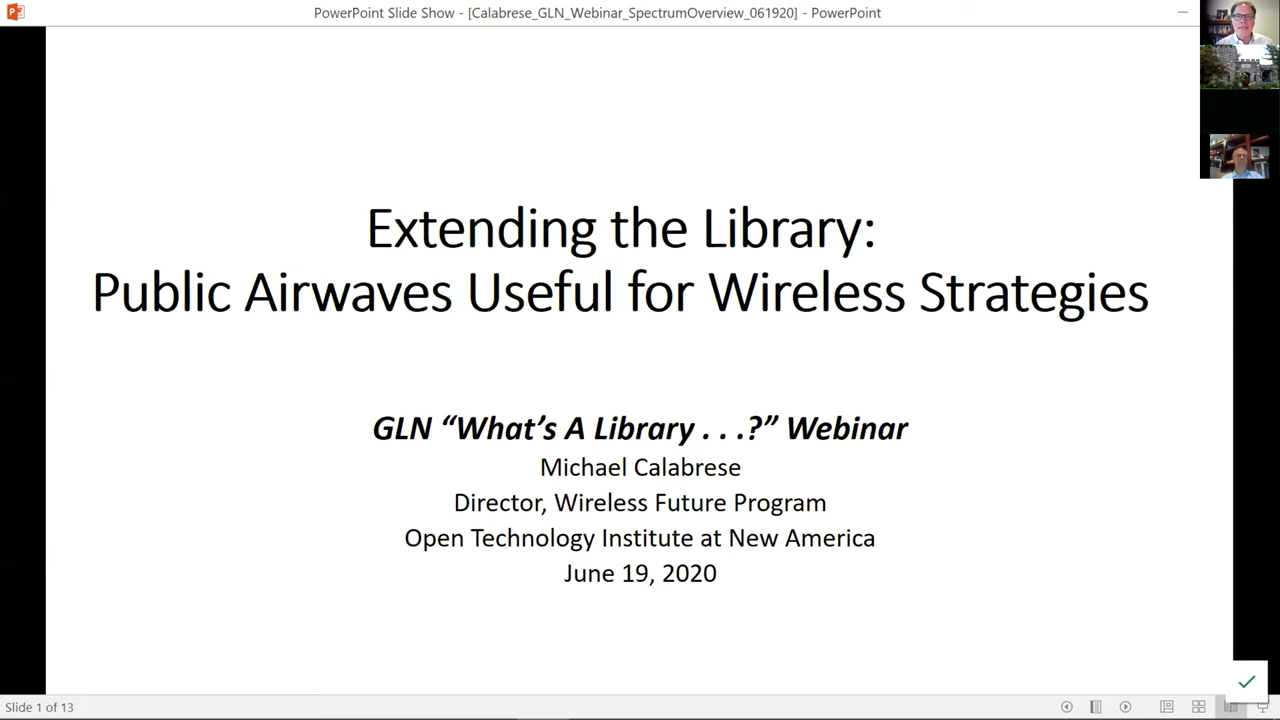 PowerPoint Slide Show - [Calabrese_GLN_Webinar_SpectrumOverview_061920] - PowerPoint
Extending the Library:
Public Airwaves Useful for Wireless Strategies
GLN “What’s A Library . . .?” Webinar
Michael Calabrese
Director, Wireless Future Program
Open Technology Institute at New America
June 19, 2020
Slide 1 of 13